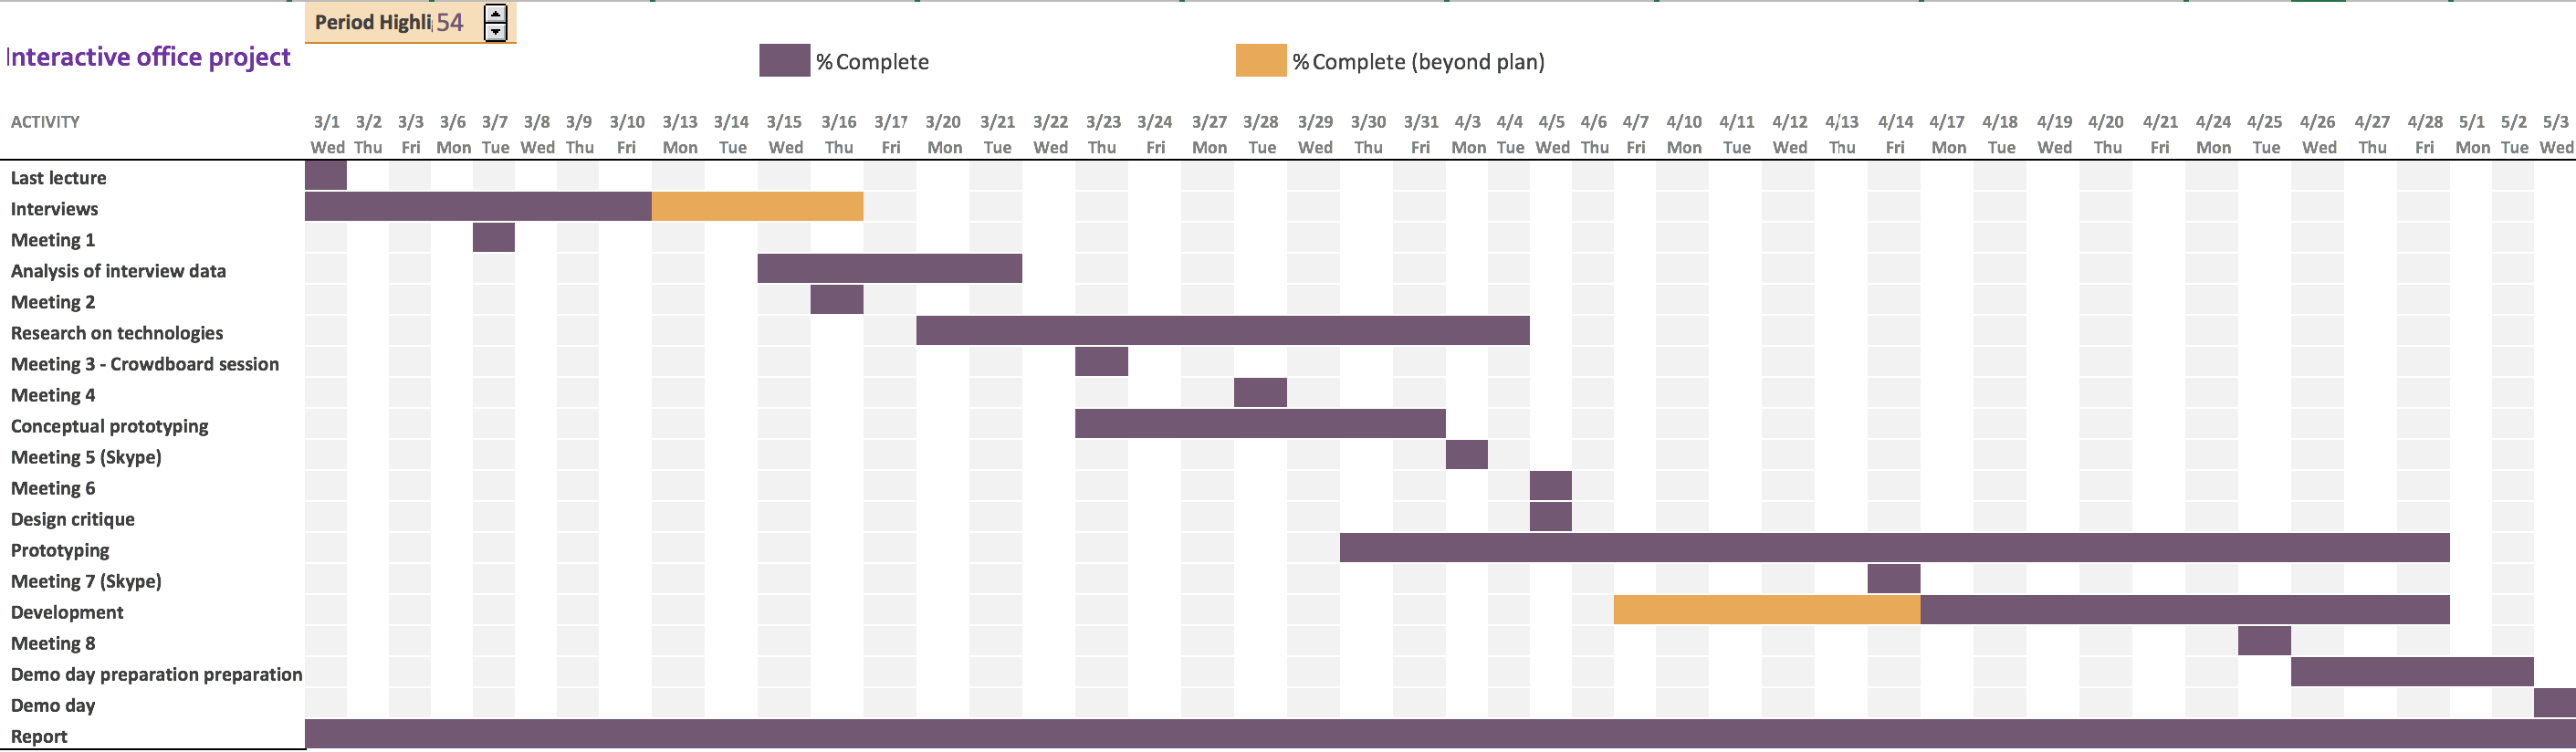 Period Highli 54
Interactive office project
% Complete
% Complete (beyond plan)
ACTIVITY 3/1 3/2 3/3 3/6 3/7 3/8 3/9 3/10 3/13 3/14 3/15 3/16 3/17 3/20 3/21 3/22 3/23 3/24 3/27 3/28 3/29 3/30 3/31 4/3 4/4 4/5 4/6 4/7 4/10 4/11 4/12 4/13 4/14 4/17 4/18 4/19 4/20 4/21 4/24 4/25 4/26 4/27 4/28 5/1 5/2 5/3
Wed Thu Fri Mon Tue Wed Thu Fri Mon Tue Wed Thu Fri Mon Tue Wed Thu Fri Mon Tue Wed Thu Fri Mon Tue Wed Thu Fri Mon Tue Wed Thu Fri Mon Tue Wed Thu Fri Mon Tue Wed Thu Fri Mon Tue Wed
Last lecture
Interviews
Meeting 1
Analysis of interview data
Meeting 2
Research on technologies
Meeting 3 - Crowdboard session
Meeting 4
Conceptual prototyping
Meeting 5 (Skype)
Meeting 6
Design critique
Prototyping
Meeting 7 (Skype)
Development
Meeting 8
Demo day preparation preparation
Demo day
Report